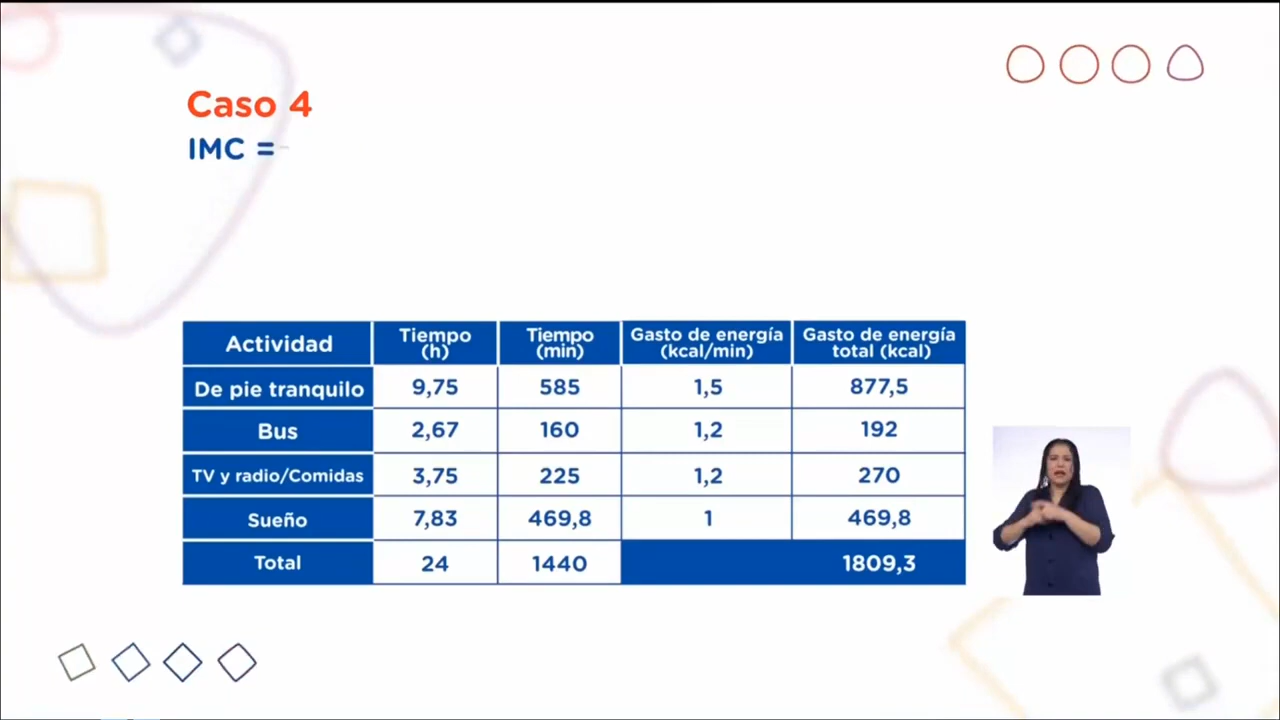 Caso 4
IMC =
Actividad Tiempo (h) Tiempo (min) Gasto de energía (kcal/min) Gasto de energía total (kcal)
De pie tranquilo 9,75 585 1,5 877,5
Bus 2,67 160 1,2 192
TV y radio/Comidas 3,75 225 1,2 270
Sueño 7,83 469,8 1 469,8
Total 24 1440 1809,3